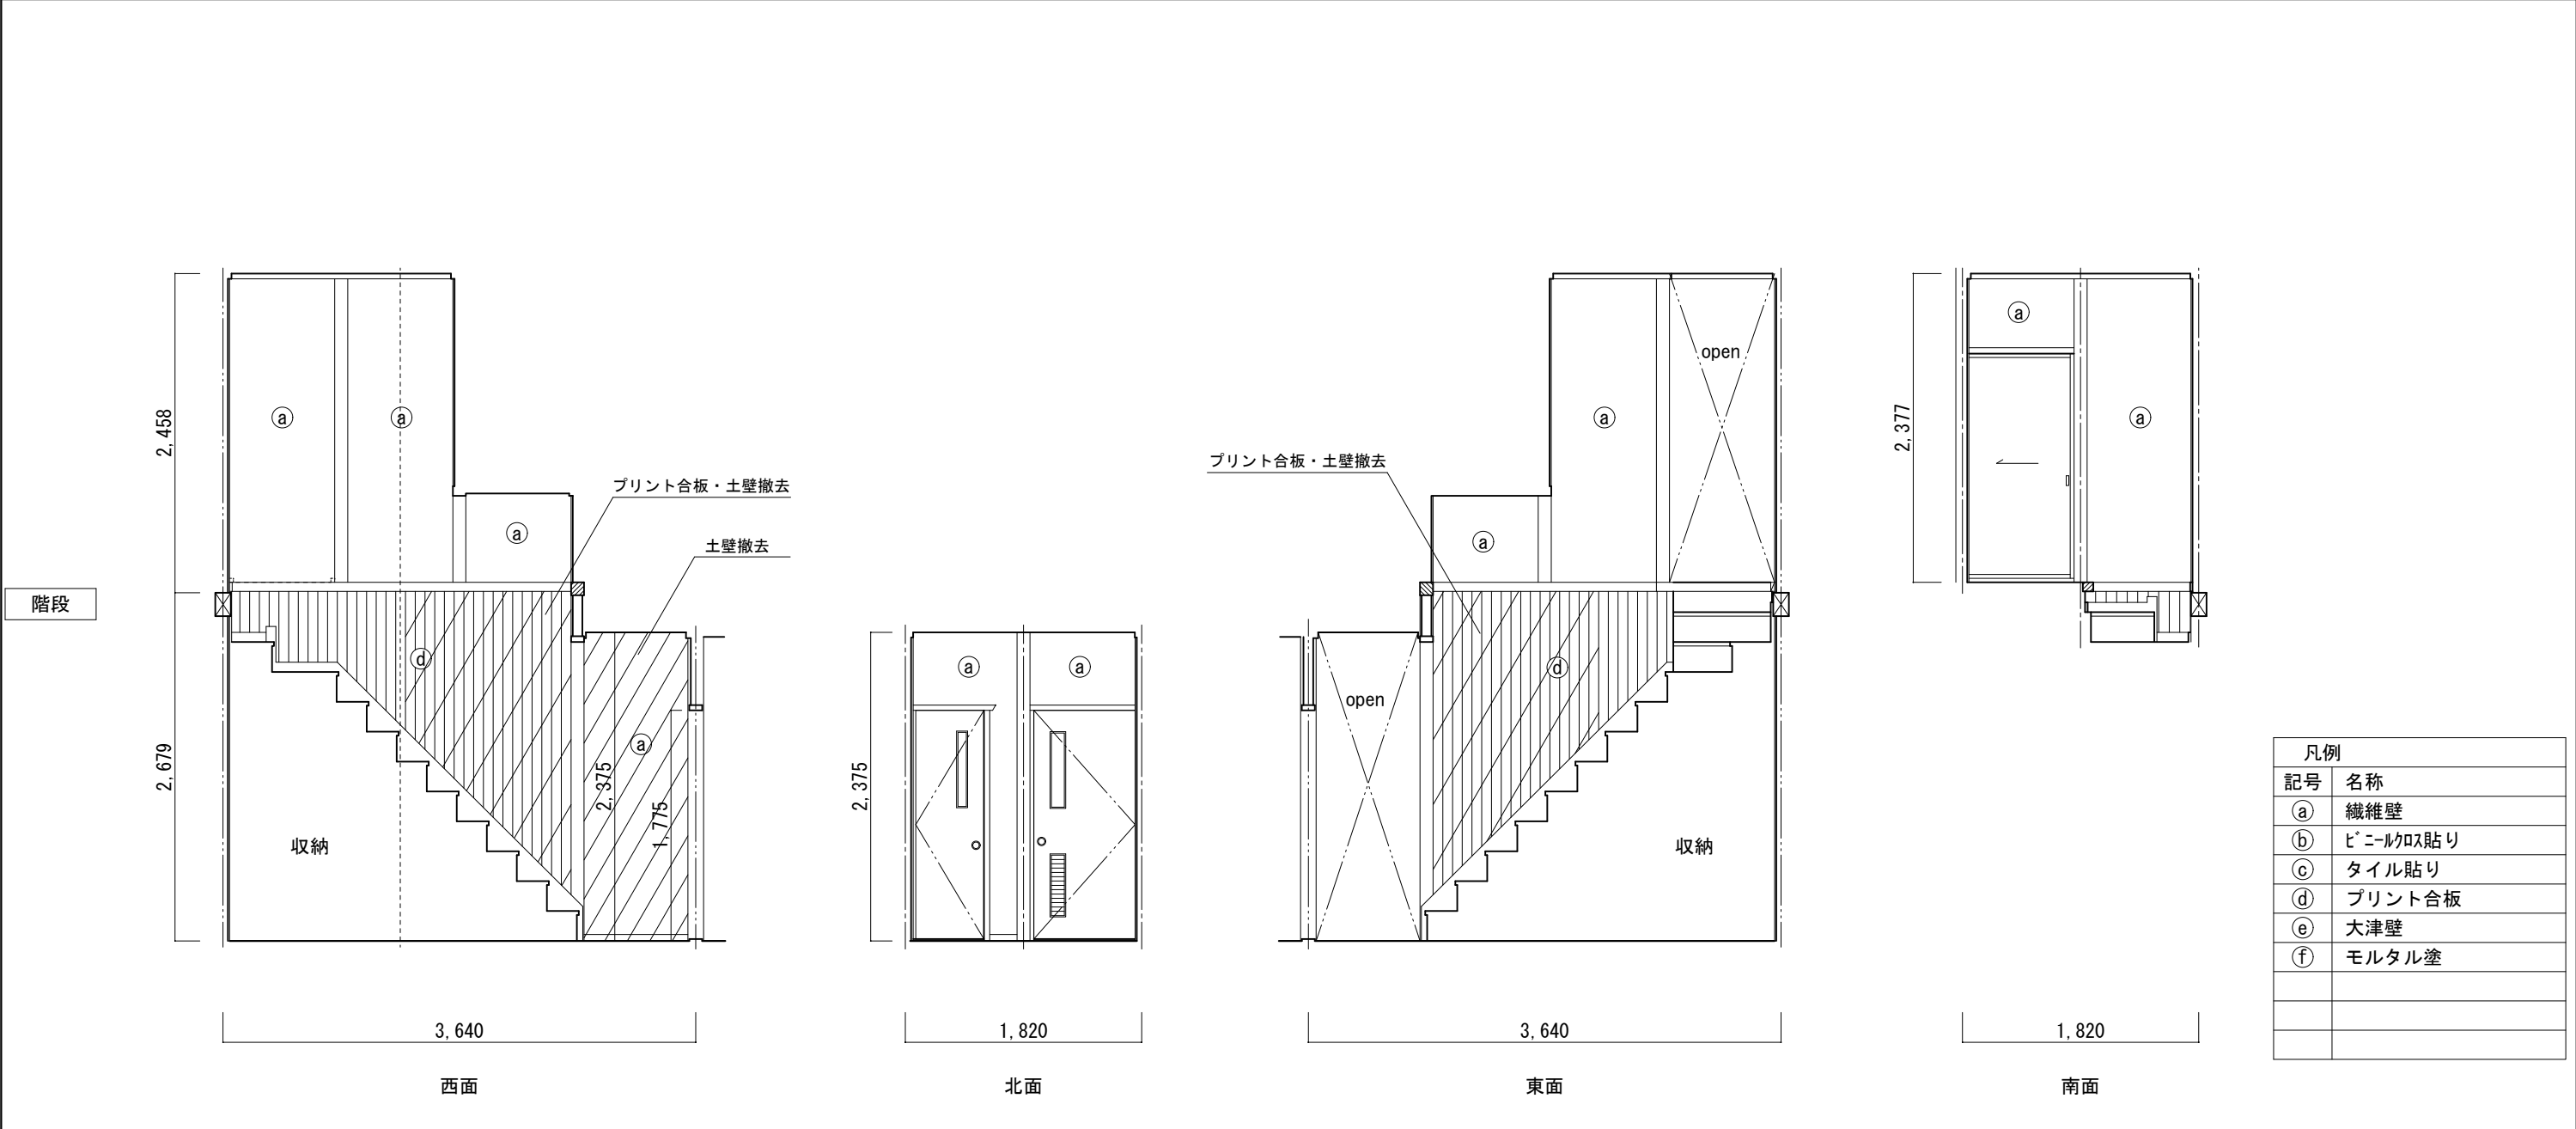 階段
2,458
2,679
ⓐ
ⓐ
ⓐ
プリント合板・土壁撤去
土壁撤去
ⓓ
ⓐ
2,375
1,775
収納
3,640
西面
2,375
ⓐ
ⓐ
1,820
北面
プリント合板・土壁撤去
open
ⓐ
ⓐ
ⓓ
open
収納
3,640
東面
2,377
ⓐ
ⓐ
1,820
南面
凡例
記号 名称
ⓐ 繊維壁
ⓑ ﾋﾞﾆｰﾙｸﾛｽ貼り
ⓒ タイル貼り
ⓓ プリント合板
ⓔ 大津壁
ⓕ モルタル塗